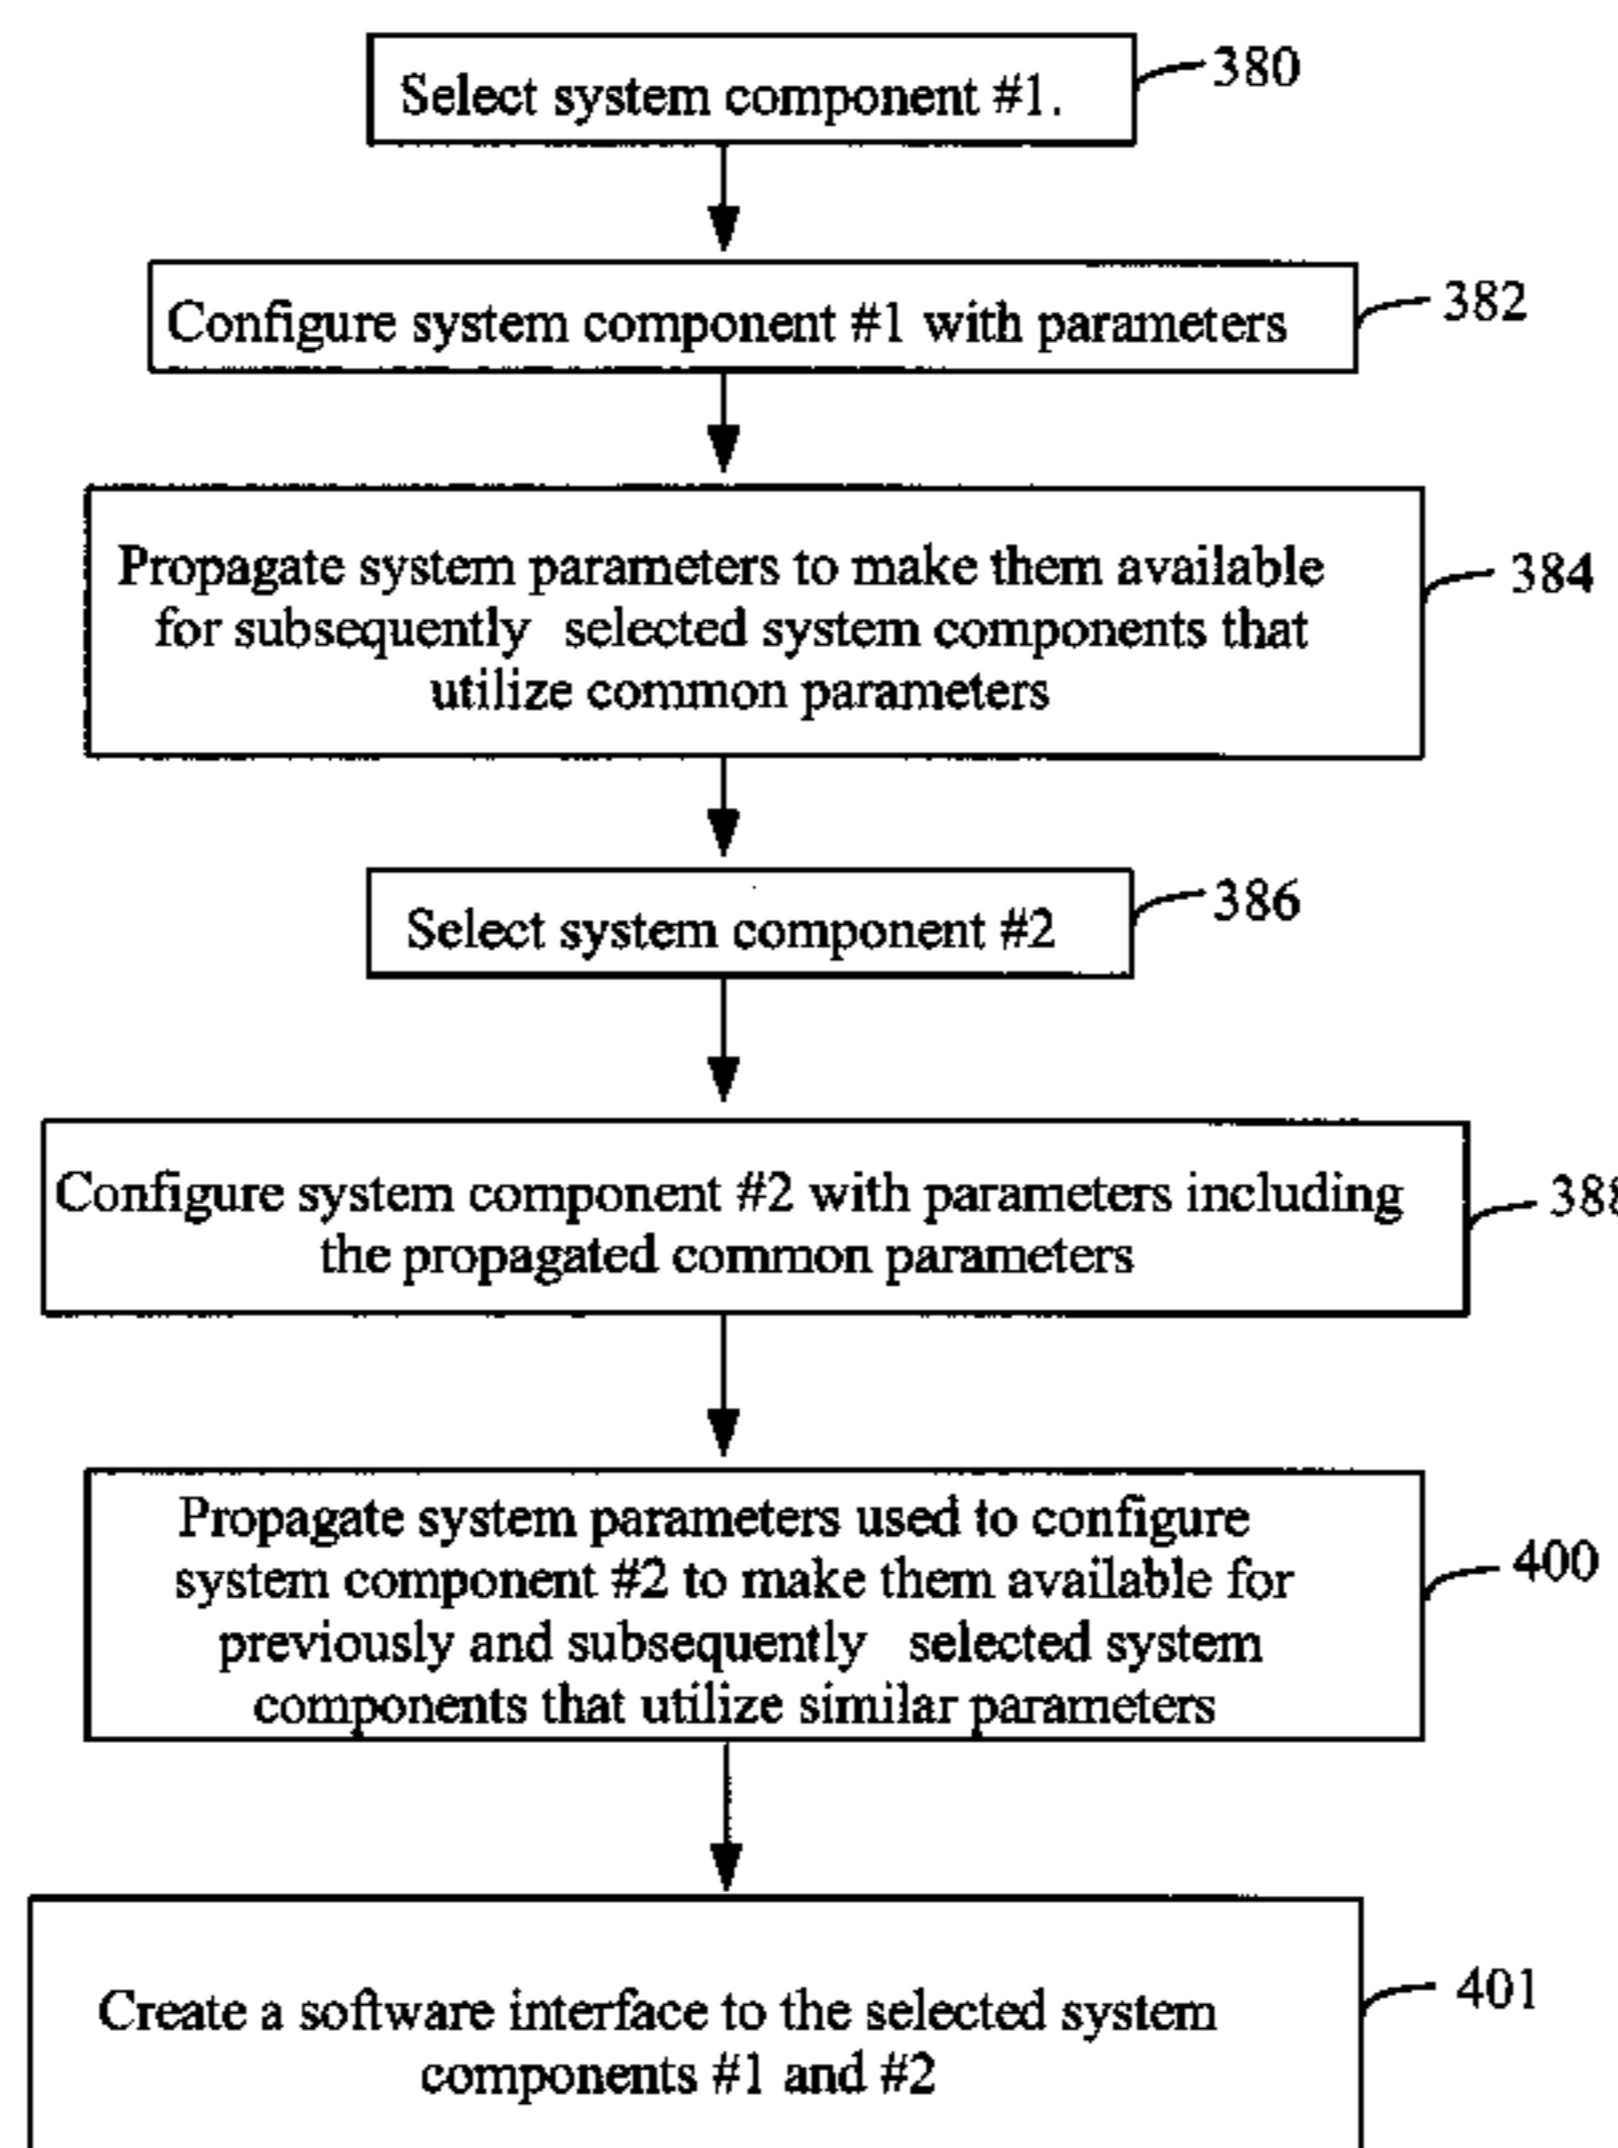 Select system component #1.
380
Configure system component #1 with parameters
382
Propagate system parameters to make them available
for subsequently selected system components that
utilize common parameters
384
Select system component #2
386
Configure system component #2 with parameters including
the propagated common parameters
388
Propagate system parameters used to configure
system component #2 to make them available for
previously and subsequently selected system
components that utilize similar parameters
400
Create a software interface to the selected system
components #1 and #2
401